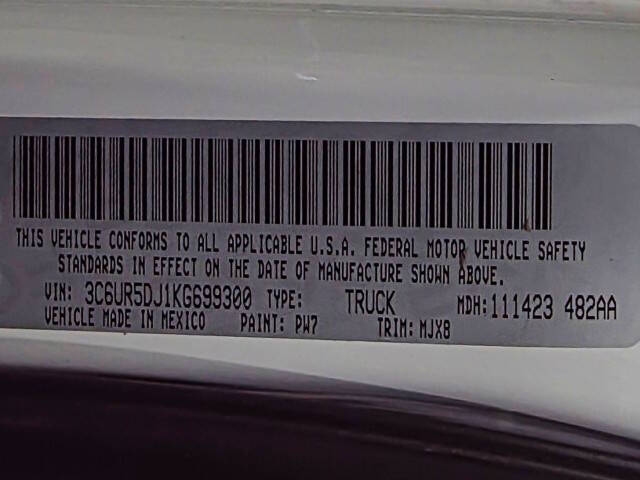 THIS VEHICLE CONFORMS TO ALL APPLICABLE U.S.A. FEDERAL MOTOR VEHICLE SAFETY
STANDARDS IN EFFECT ON THE DATE OF MANUFACTURE SHOWN ABOVE.
VIN: 3C6UR5DJ1KG699300 TYPE: TRUCK MDH:111423 482AA
VEHICLE MADE IN MEXICO PAINT: PW7 TRIM: MJX8